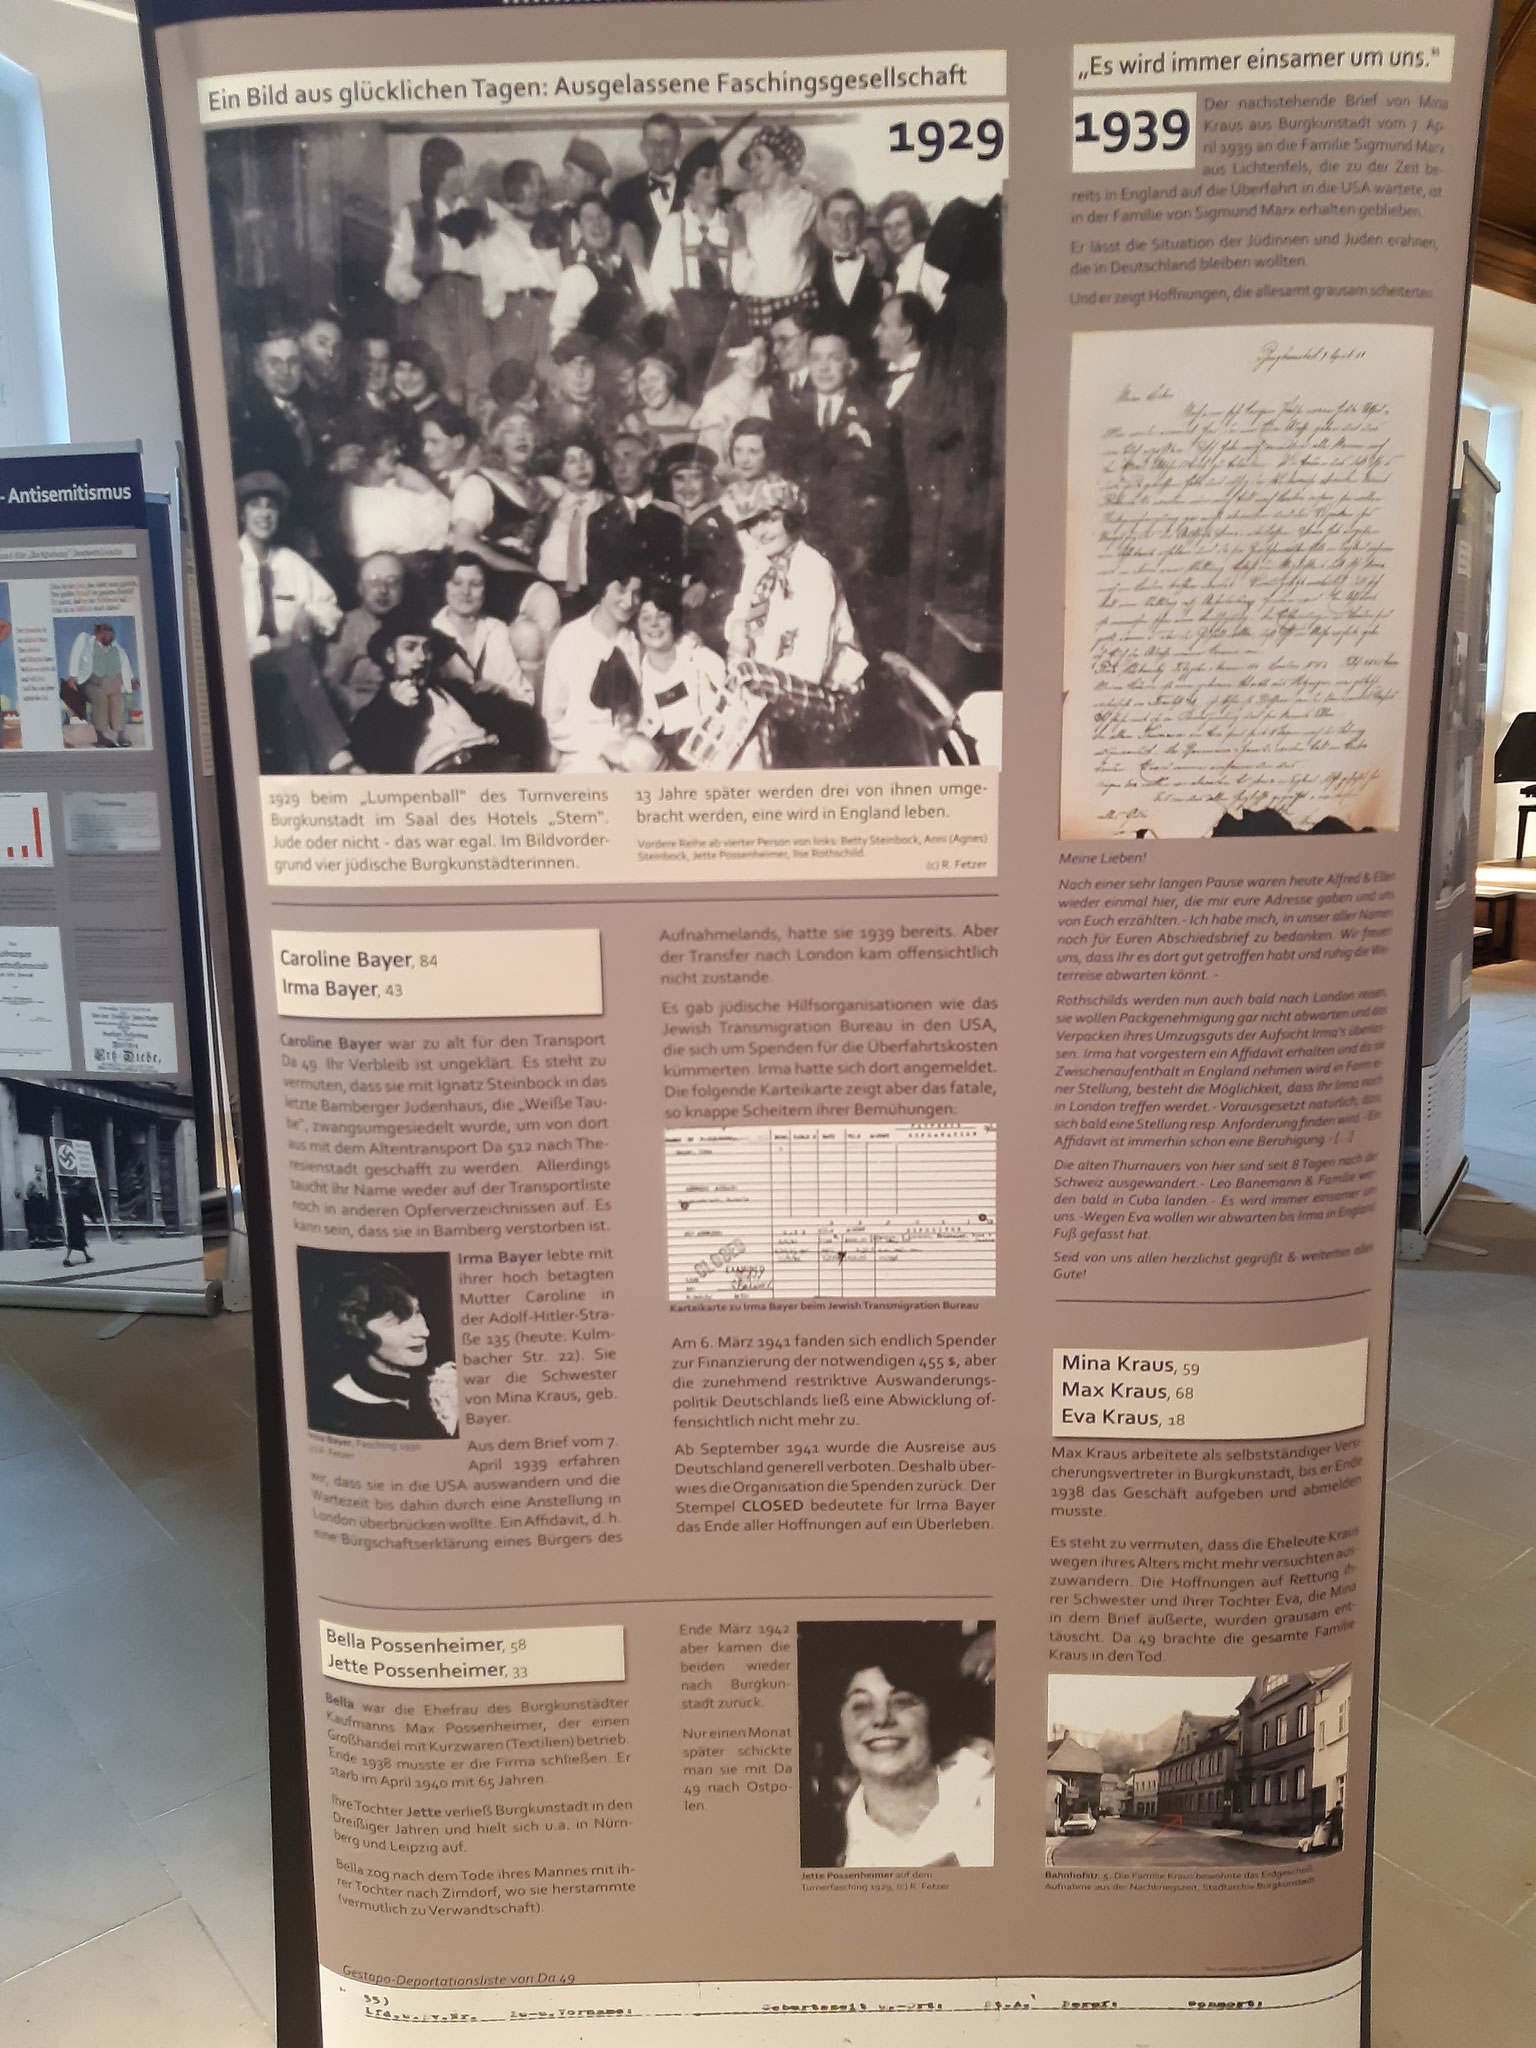 Ein Bild aus glücklichen Tagen: Ausgelassene Faschingsgesellschaft
1929
1929 beim „Lumpenball" des Turnvereins
Burgkunstadt im Saal des Hotels „Stern".
Jude oder nicht - das war egal. Im Bildvorder-
grund vier jüdische Burgkunstädterinnen.
13 Jahre später werden drei von ihnen umge-
bracht werden, eine wird in England leben.
Vordere Reihe ab vierter Person von links: Betty Steinbock, Anni (Agnes)
Steinbock, Jette Possenheimer, Ilse Rothschild.
(c) R. Fetzer
Caroline Bayer, 84
Irma Bayer, 43
Caroline Bayer war zu alt für den Transport
Da 49. Ihr Verbleib ist ungeklärt. Es steht zu
vermuten, dass sie mit Ignatz Steinbock in das
letzte Bamberger Judenhaus, die „Weiße Tau-
be", zwangsumgesiedelt wurde, um von dort
aus mit dem Altentransport Da 512 nach The-
resienstadt geschafft zu werden. Allerdings
taucht ihr Name weder auf der Transportliste
noch in anderen Opferverzeichnissen auf. Es
kann sein, dass sie in Bamberg verstorben ist.
Irma Bayer lebte mit
ihrer hoch betagten
Mutter Caroline in
der Adolf-Hitler-Stra-
ße 135 (heute: Kulm-
bacher Str. 22). Sie
war die Schwester
von Mina Kraus, geb.
Bayer.
Irma Bayer, Fasching 1930
R. Fetzer
Aus dem Brief vom 7.
April 1939 erfahren
wir, dass sie in die USA auswandern und die
Wartezeit bis dahin durch eine Anstellung in
London überbrücken wollte. Ein Affidavit, d. h.
eine Bürgschaftserklärung eines Bürgers des
Aufnahmelands, hatte sie 1939 bereits. Aber
der Transfer nach London kam offensichtlich
nicht zustande.
Es gab jüdische Hilfsorganisationen wie das
Jewish Transmigration Bureau in den USA,
die sich um Spenden für die Überfahrtskosten
kümmerten. Irma hatte sich dort angemeldet.
Die folgende Karteikarte zeigt aber das fatale,
so knappe Scheitern ihrer Bemühungen:
CLOSED
Karteikarte zu Irma Bayer beim Jewish Transmigration Bureau
Am 6. März 1941 fanden sich endlich Spender
zur Finanzierung der notwendigen 455 $, aber
die zunehmend restriktive Auswanderungs-
politik Deutschlands ließ eine Abwicklung of-
fensichtlich nicht mehr zu.
Ab September 1941 wurde die Ausreise aus
Deutschland generell verboten. Deshalb über-
wies die Organisation die Spenden zurück. Der
Stempel CLOSED bedeutete für Irma Bayer
das Ende aller Hoffnungen auf ein Überleben.
Bella Possenheimer, 58
Jette Possenheimer, 33
Bella war die Ehefrau des Burgkunstädter
Kaufmanns Max Possenheimer, der einen
Großhandel mit Kurzwaren (Textilien) betrieb.
Ende 1938 musste er die Firma schließen. Er
starb im April 1940 mit 65 Jahren.
Ihre Tochter Jette verließ Burgkunstadt in den
Dreißiger Jahren und hielt sich u.a. in Nürn-
berg und Leipzig auf.
Bella zog nach dem Tode ihres Mannes mit ih-
rer Tochter nach Zirndorf, wo sie herstammte
(vermutlich zu Verwandtschaft).
Ende März 1942
aber kamen die
beiden wieder
nach Burgkun-
stadt zurück.
Nur einen Monat
später schickte
man sie mit Da
49 nach Ostpo-
len.
Jette Possenheimer auf dem
Turnerfasching 1929, (c) R. Fetzer
„Es wird immer einsamer um uns."
1939
Der nachstehende Brief von Mina
Kraus aus Burgkunstadt vom 7. Ap-
ril 1939 an die Familie Sigmund Marx
aus Lichtenfels, die zu der Zeit be-
reits in England auf die Überfahrt in die USA wartete, ist
in der Familie von Sigmund Marx erhalten geblieben.
Er lässt die Situation der Jüdinnen und Juden erahnen,
die in Deutschland bleiben wollten.
Und er zeigt Hoffnungen, die allesamt grausam scheiterten.
Meine Lieben!
Nach einer sehr langen Pause waren heute Alfred & Ellen
wieder einmal hier, die mir eure Adresse gaben und uns
von Euch erzählten. - Ich habe mich, in unser aller Namen
noch für Euren Abschiedsbrief zu bedanken. Wir freuen
uns, dass Ihr es dort gut getroffen habt und ruhig die Wei-
terreise abwarten könnt. -
Rothschilds werden nun auch bald nach London reisen,
sie wollen Packgenehmigung gar nicht abwarten und das
Verpacken ihres Umzugsguts der Aufsicht Irma's überlas-
sen. Irma hat vorgestern ein Affidavit erhalten und da sie
Zwischenaufenthalt in England nehmen wird in Form ei-
ner Stellung, besteht die Möglichkeit, dass Ihr Irma noch
in London treffen werdet. - Vorausgesetzt natürlich, dass
sich bald eine Stellung resp. Anforderung finden wird. - Ein
Affidavit ist immerhin schon eine Beruhigung. - [...]
Die alten Thurnauers von hier sind seit 8 Tagen nach der
Schweiz ausgewandert. - Leo Banemann & Familie wer-
den bald in Cuba landen. - Es wird immer einsamer um
uns. - Wegen Eva wollen wir abwarten bis Irma in England
Fuß gefasst hat.
Seid von uns allen herzlichst gegrüßt & weiterhin alles
Gute!
Mina Kraus, 59
Max Kraus, 68
Eva Kraus, 18
Max Kraus arbeitete als selbstständiger Versi-
cherungsvertreter in Burgkunstadt, bis er Ende
1938 das Geschäft aufgeben und abmelden
musste.
Es steht zu vermuten, dass die Eheleute Kraus
wegen ihres Alters nicht mehr versuchten aus-
zuwandern. Die Hoffnungen auf Rettung ih-
rer Schwester und ihrer Tochter Eva, die Mina
in dem Brief äußerte, wurden grausam ent-
täuscht. Da 49 brachte die gesamte Familie
Kraus in den Tod.
Bahnhofstr. 5. Die Familie Kraus bewohnte das Erdgeschoß.
Aufnahme aus der Nachkriegszeit, Stadtarchiv Burgkunstadt
Gestapo-Deportationsliste von Da 49
55)
Zu-u.Vorname: Geburtszeit u.-Ort: Beruf: Wohnort:
- Antisemitismus